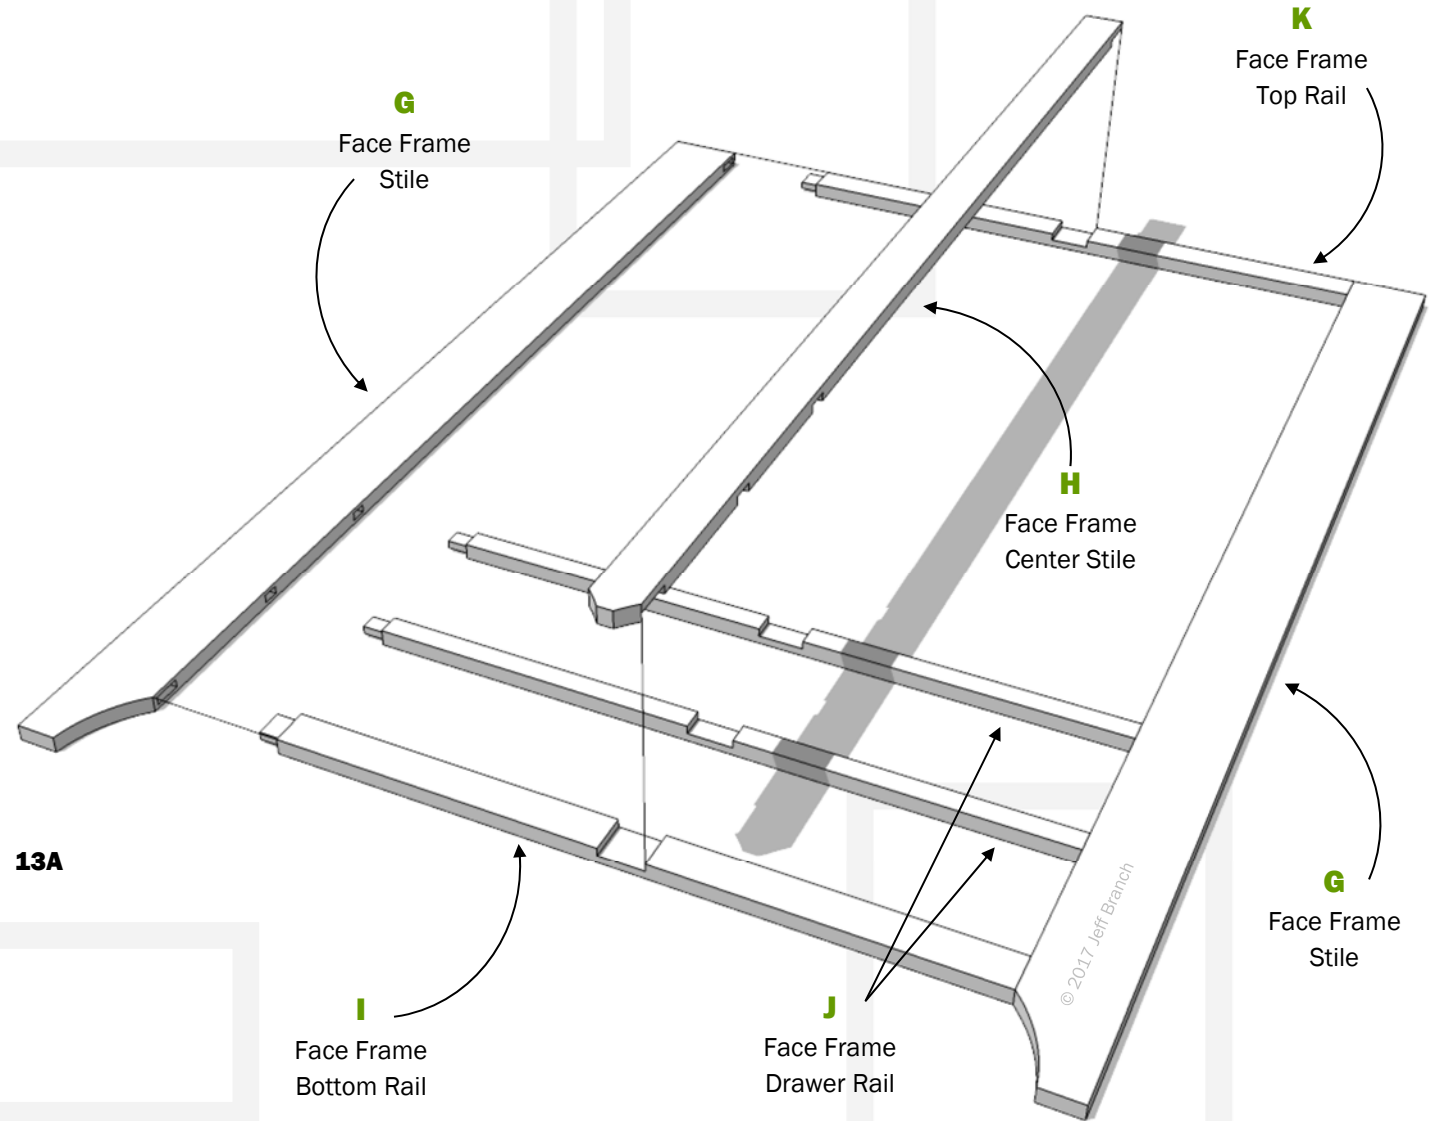 K
Face Frame
Top Rail
G
Face Frame
Stile
H
Face Frame
Center Stile
13A
© 2017 Jeff Branch
G
Face Frame
Stile
I
Face Frame
Bottom Rail
J
Face Frame
Drawer Rail